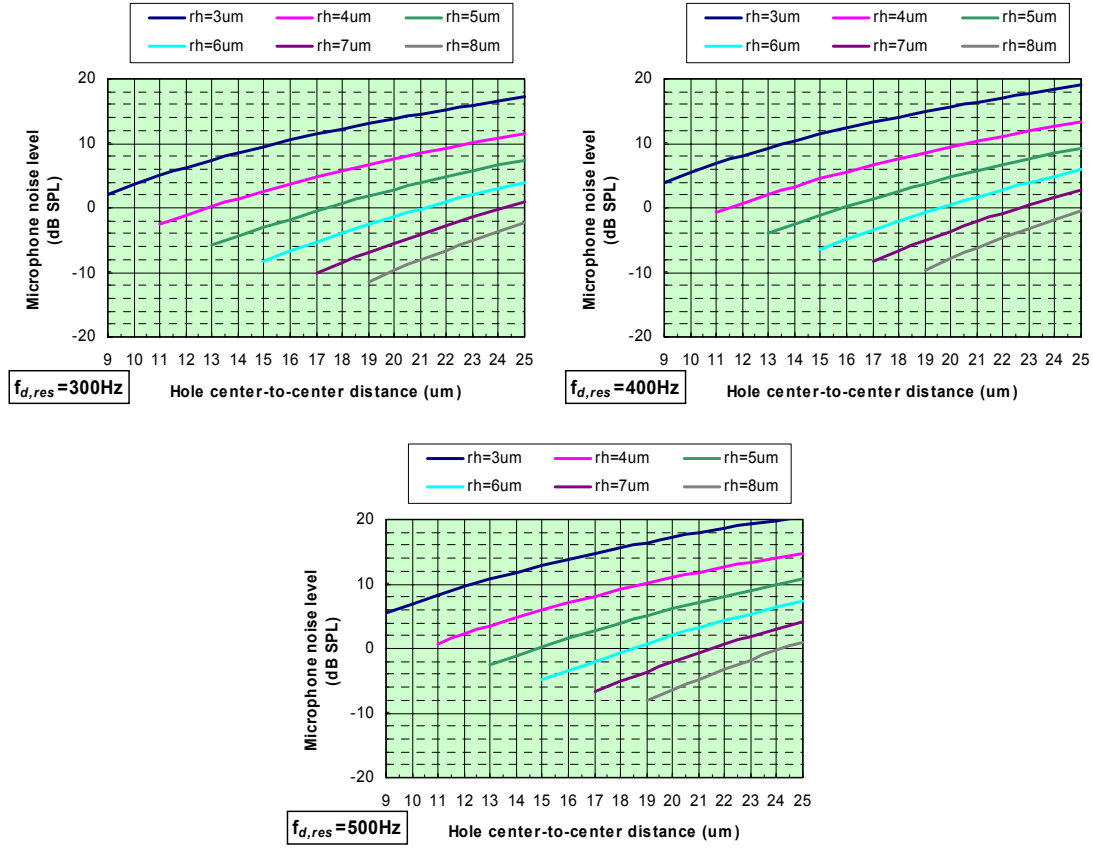 rh=3um rh=4um rh=5um
rh=6um rh=7um rh=8um
20
10
0
-10
-20
Microphone noise level
(dB SPL)
9 10 11 12 13 14 15 16 17 18 19 20 21 22 23 24 25
Hole center-to-center distance (um)
fd,res=300Hz
rh=3um rh=4um rh=5um
rh=6um rh=7um rh=8um
20
10
0
-10
-20
Microphone noise level
(dB SPL)
9 10 11 12 13 14 15 16 17 18 19 20 21 22 23 24 25
Hole center-to-center distance (um)
fd,res=400Hz
rh=3um rh=4um rh=5um
rh=6um rh=7um rh=8um
20
10
0
-10
-20
Microphone noise level
(dB SPL)
9 10 11 12 13 14 15 16 17 18 19 20 21 22 23 24 25
Hole center-to-center distance (um)
fd,res=500Hz